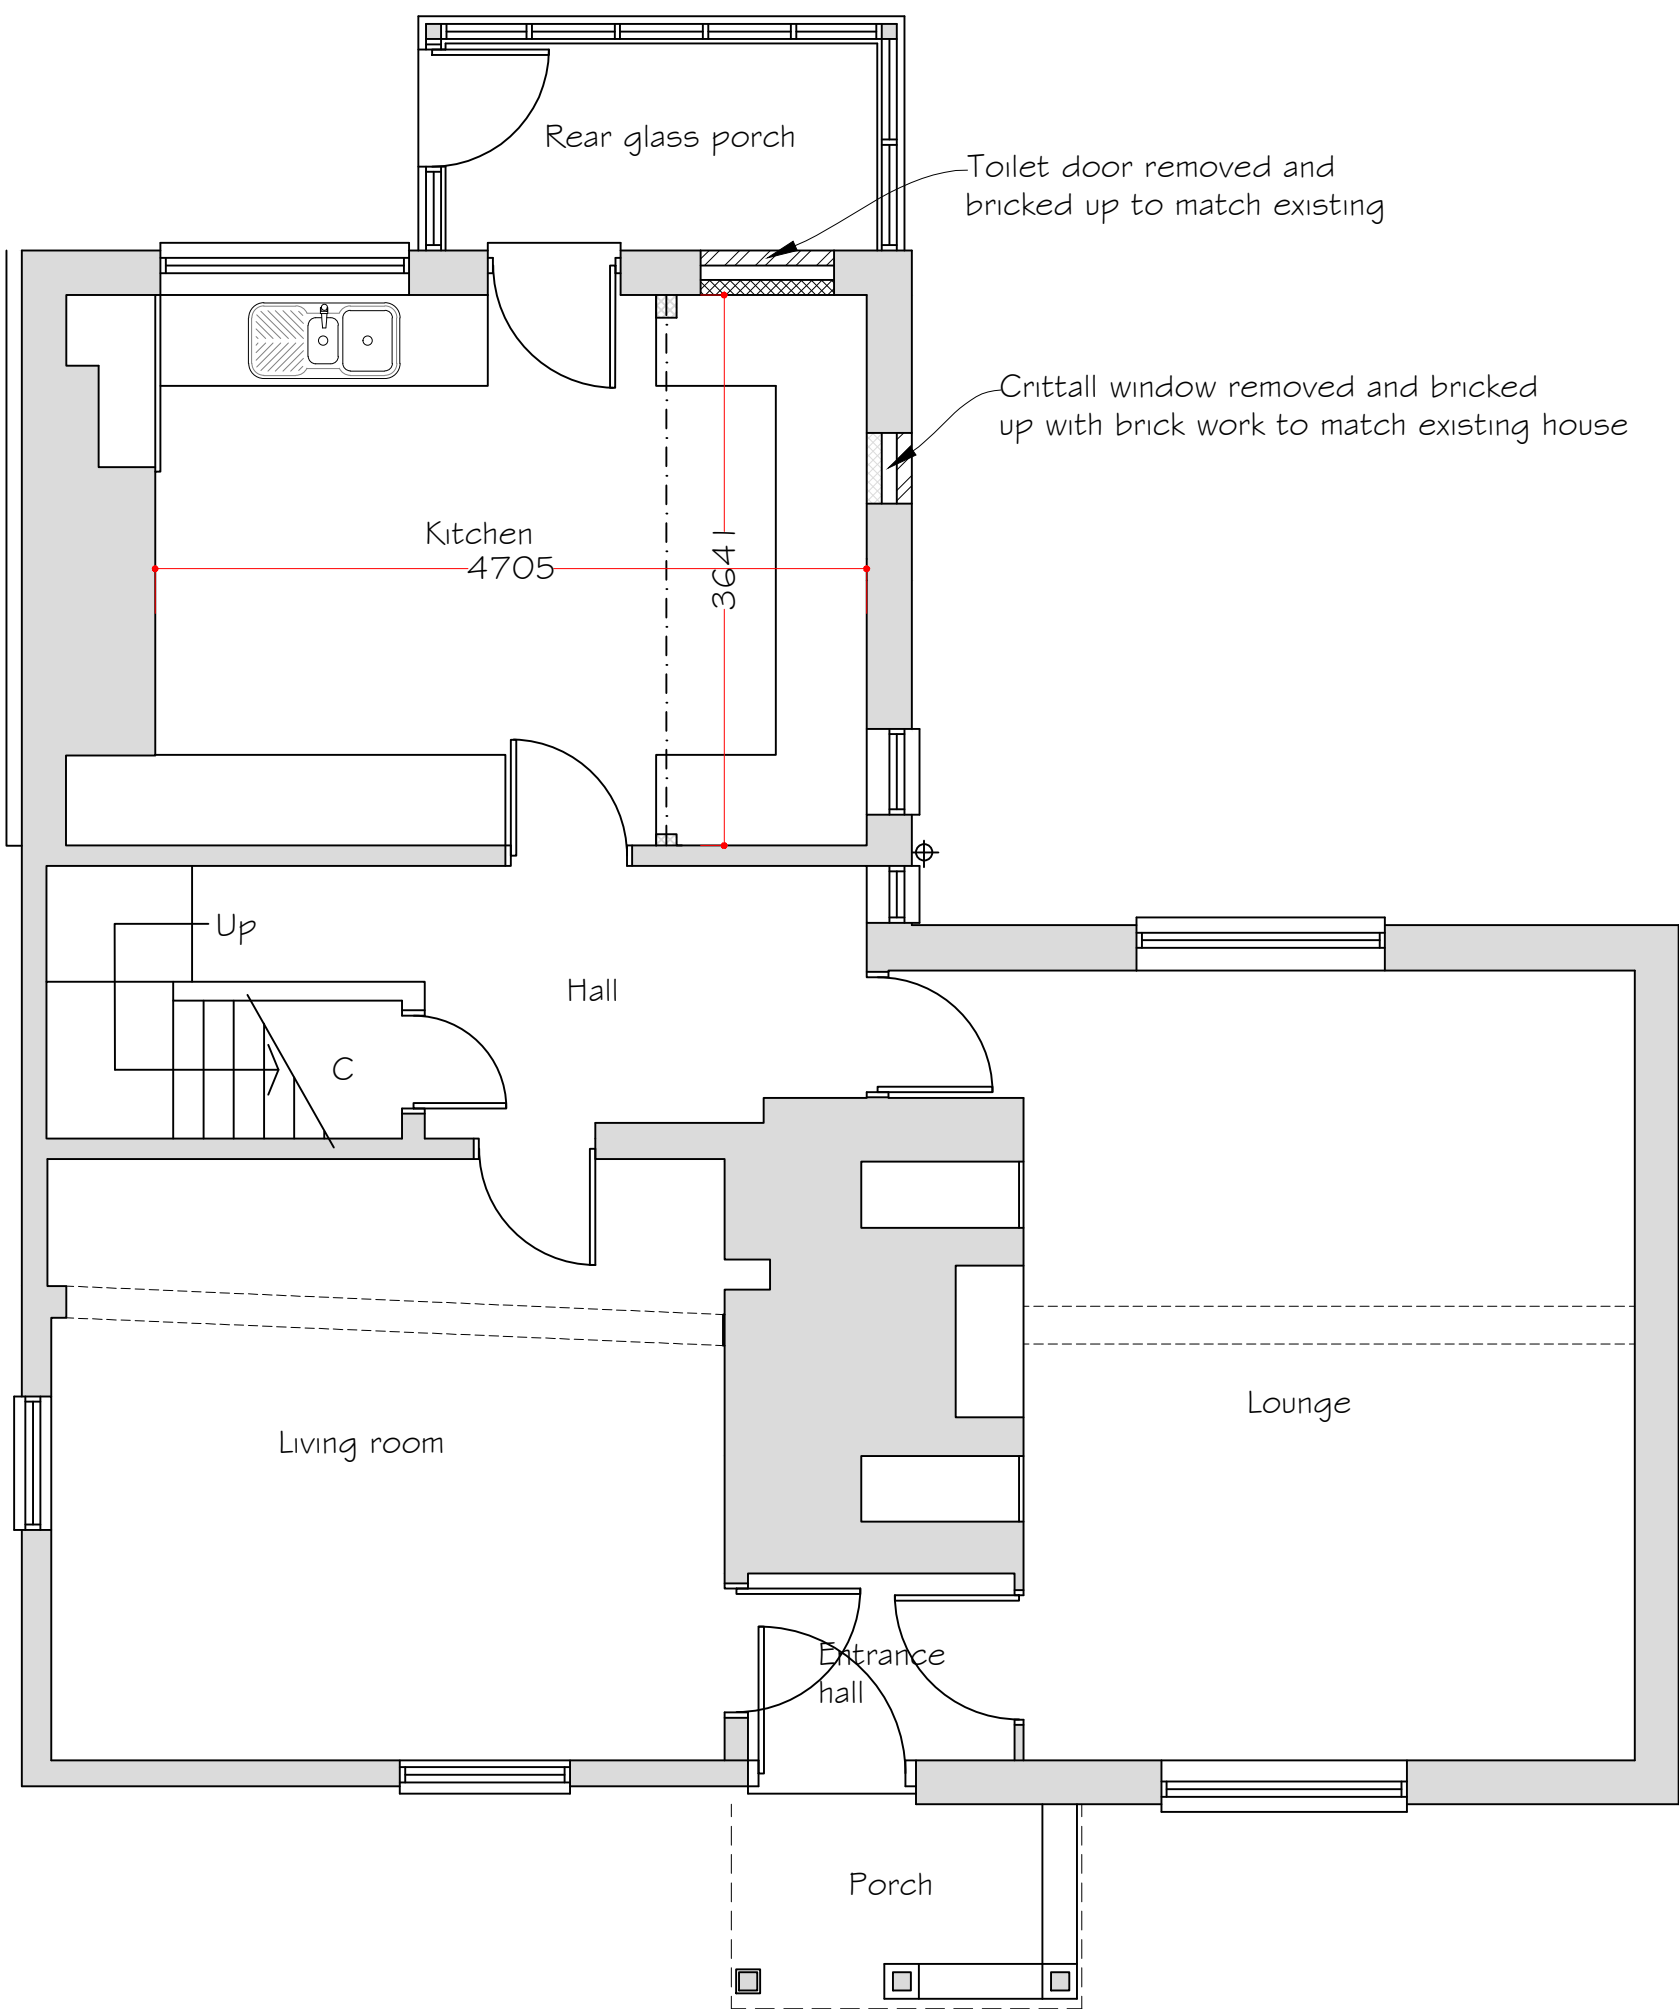 Rear glass porch
Toilet door removed and
bricked up to match existing
Crittall window removed and bricked
up with brick work to match existing house
Kitchen
4705
3641
Up
Hall
C
Lounge
Living room
Entrance
hall
Porch